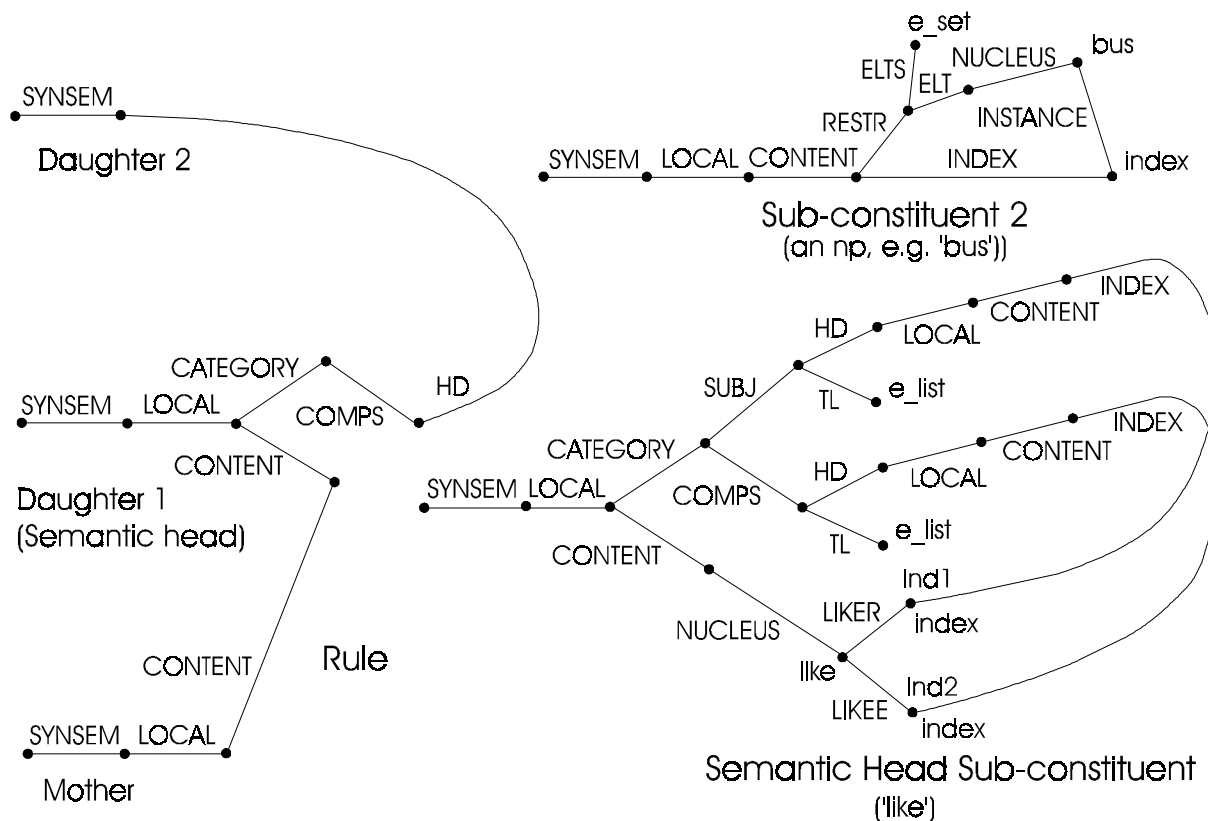 SYNSEM
Daughter 2
e_set
NUCLEUS
bus
ELTS
ELT
RESTR
INSTANCE
SYNSEM
LOCAL
CONTENT
INDEX
index
Sub-constituent 2
(an np, e.g. 'bus'))
CATEGORY
HD
SYNSEM
LOCAL
COMPS
CONTENT
Daughter 1
(Semantic head)
CONTENT
Rule
SYNSEM
LOCAL
Mother
INDEX
CONTENT
HD
LOCAL
SUBJ
TL
e_list
INDEX
CONTENT
CATEGORY
HD
LOCAL
SYNSEM
LOCAL
COMPS
e_list
TL
CONTENT
Ind1
LIKER
index
NUCLEUS
like
Ind2
LIKEE
index
Semantic Head Sub-constituent
('like')